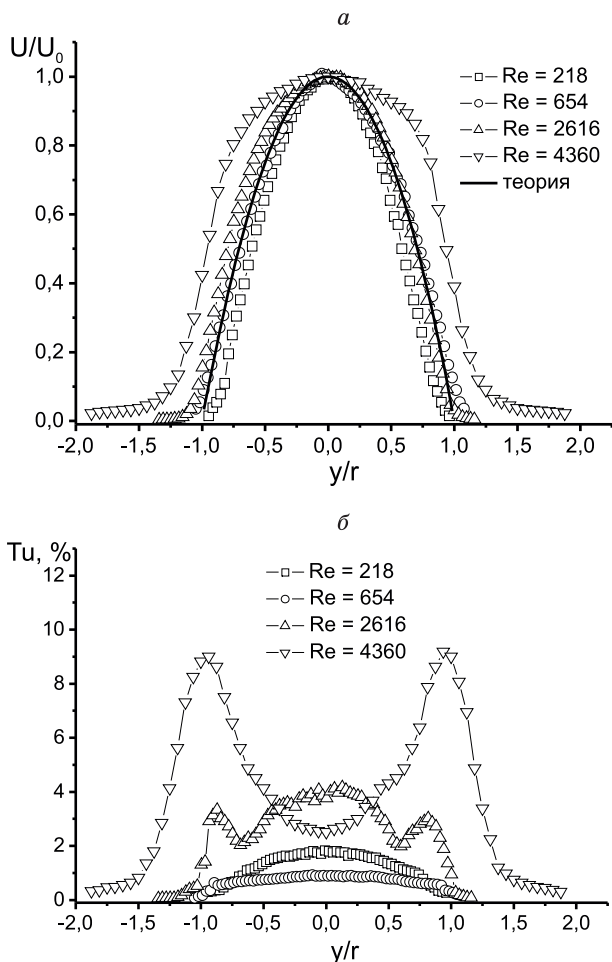 а
U/U₀
1,0
0,8
0,6
0,4
0,2
0,0
Re = 218
Re = 654
Re = 2616
Re = 4360
теория
-2,0 -1,5 -1,0 -0,5 0,0 0,5 1,0 1,5 2,0
y/r
б
Tu, %
12
10
8
6
4
2
0
Re = 218
Re = 654
Re = 2616
Re = 4360
-2,0 -1,5 -1,0 -0,5 0,0 0,5 1,0 1,5 2,0
y/r